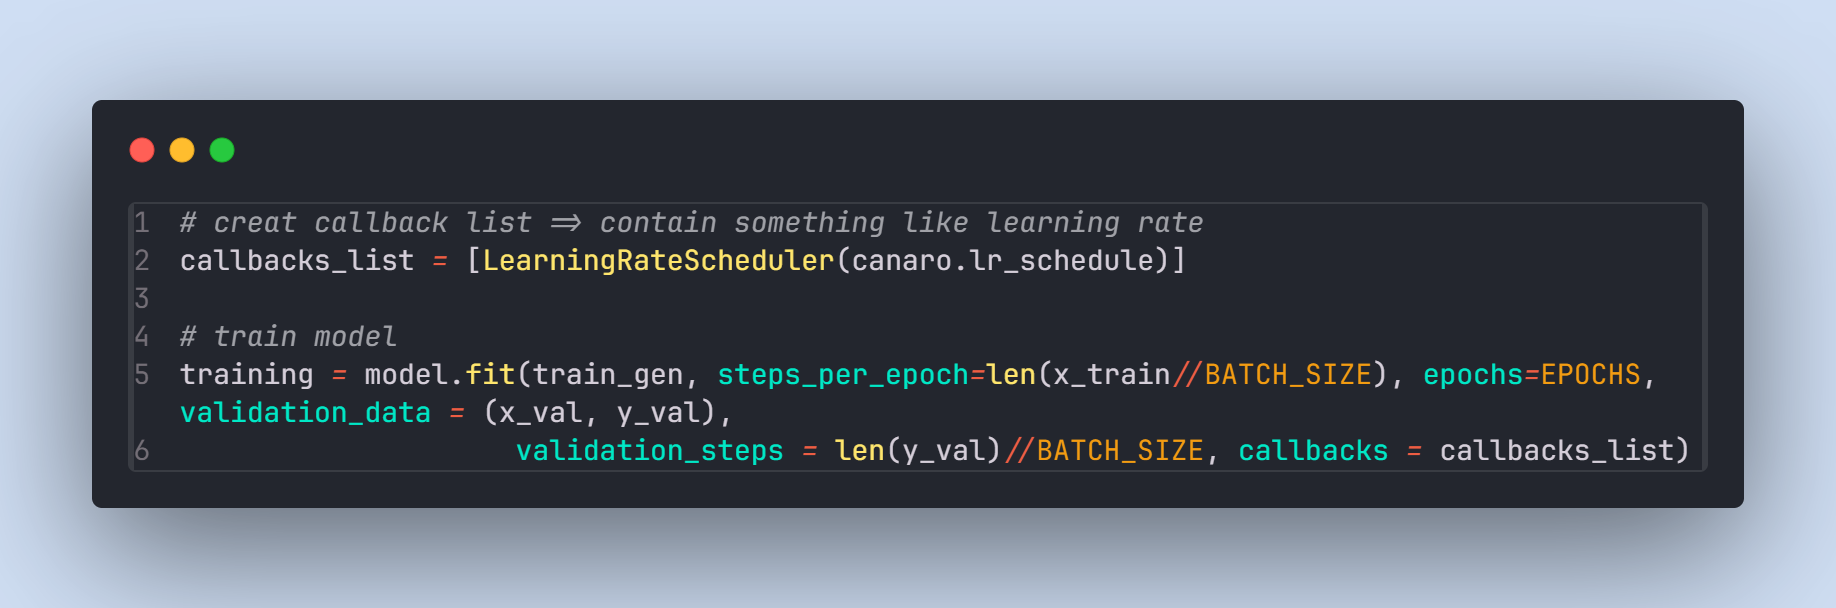 1 # creat callback list => contain something like learning rate
2 callbacks_list = [LearningRateScheduler(canaro.lr_schedule)]
3
4 # train model
5 training = model.fit(train_gen, steps_per_epoch=len(x_train//BATCH_SIZE), epochs=EPOCHS,
validation_data = (x_val, y_val),
6 validation_steps = len(y_val)//BATCH_SIZE, callbacks = callbacks_list)